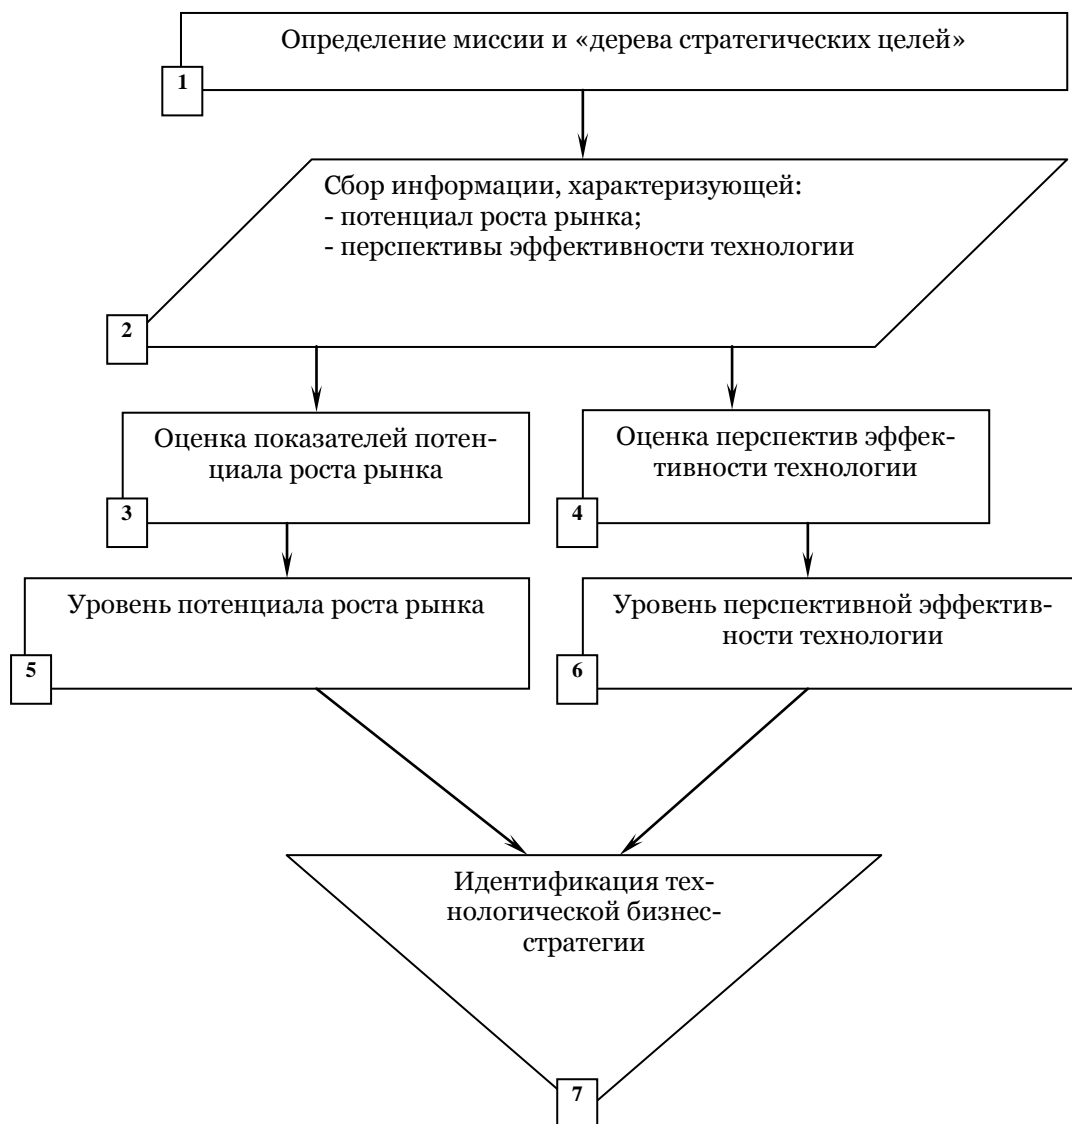 Определение миссии и «дерева стратегических целей»
1
Сбор информации, характеризующей:
- потенциал роста рынка;
- перспективы эффективности технологии
2
Оценка показателей потен-
циала роста рынка
3
Оценка перспектив эффек-
тивности технологии
4
Уровень потенциала роста рынка
5
Уровень перспективной эффектив-
ности технологии
6
Идентификация тех-
нологической бизнес-
стратегии
7